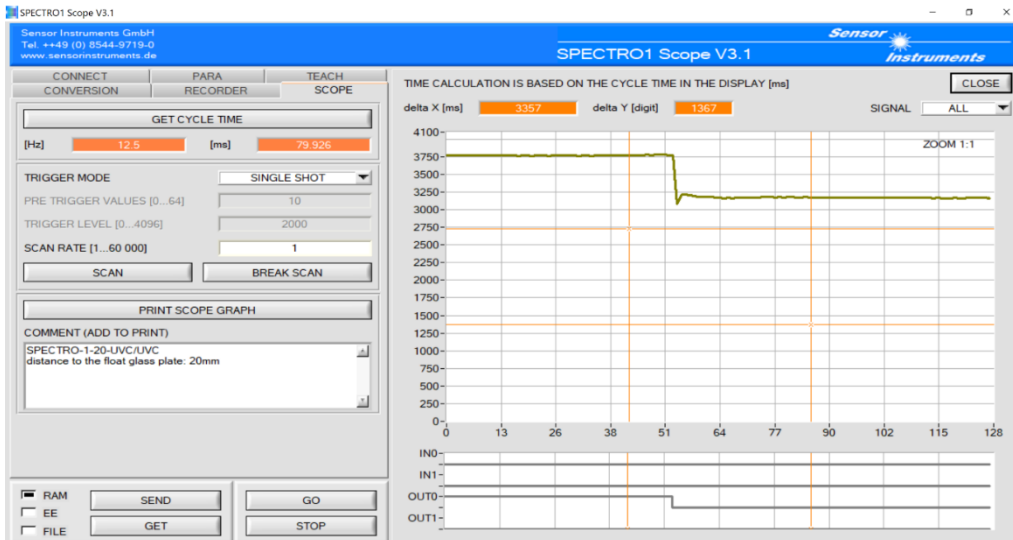 SPECTRO1 Scope V3.1
Sensor Instruments GmbH
Tel. ++49 (0) 8544-9719-0
www.sensorinstruments.de
SPECTRO1 Scope V3.1
Sensor
Instruments
CONNECT PARA TEACH
CONVERSION RECORDER SCOPE
GET CYCLE TIME
[Hz] 12.5 [ms] 79.926
TRIGGER MODE SINGLE SHOT
PRE TRIGGER VALUES [0...64] 10
TRIGGER LEVEL [0...4096] 2000
SCAN RATE [1...60 000] 1
SCAN BREAK SCAN
PRINT SCOPE GRAPH
COMMENT (ADD TO PRINT)
SPECTRO-1-20-UVC/UVC
distance to the float glass plate: 20mm
RAM
EE
FILE
SEND
GET
GO
STOP
TIME CALCULATION IS BASED ON THE CYCLE TIME IN THE DISPLAY [ms]
CLOSE
delta X [ms] 3357 delta Y [digit] 1367 SIGNAL ALL
ZOOM 1:1
4100
3750
3500
3250
3000
2750
2500
2250
2000
1750
1500
1250
1000
750
500
250
0
0 13 26 38 51 64 77 90 102 115 128
IN0
IN1
OUT0
OUT1